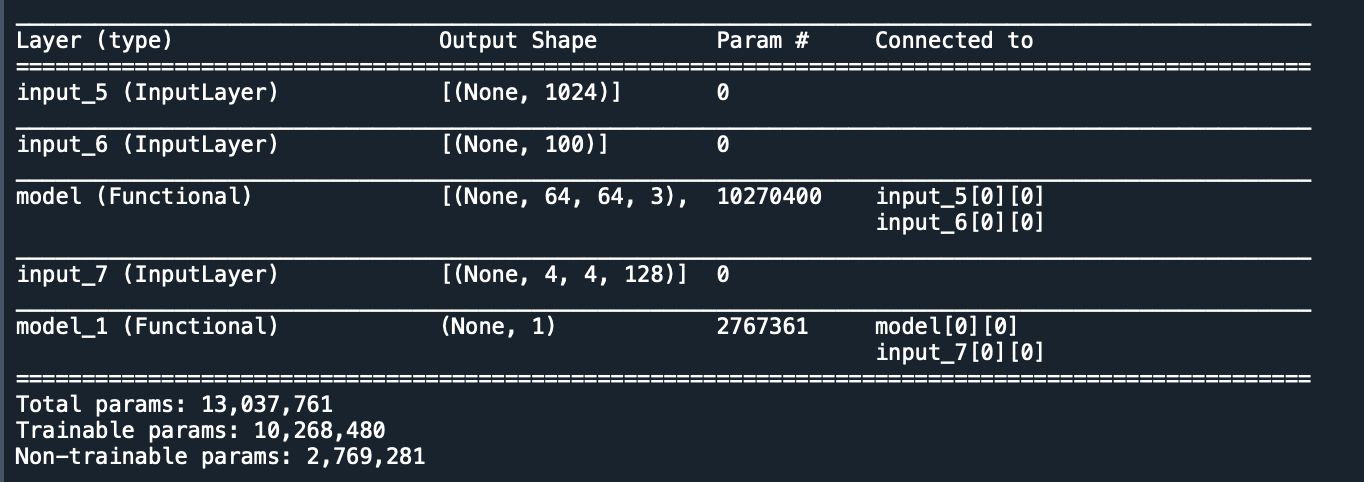 Layer (type) Output Shape Param # Connected to
input_5 (InputLayer) [(None, 1024)] 0
input_6 (InputLayer) [(None, 100)] 0
model (Functional) [(None, 64, 64, 3), 10270400 input_5[0][0]
input_6[0][0]
input_7 (InputLayer) [(None, 4, 4, 128)] 0
model_1 (Functional) (None, 1) 2767361 model[0][0]
input_7[0][0]
Total params: 13,037,761
Trainable params: 10,268,480
Non-trainable params: 2,769,281